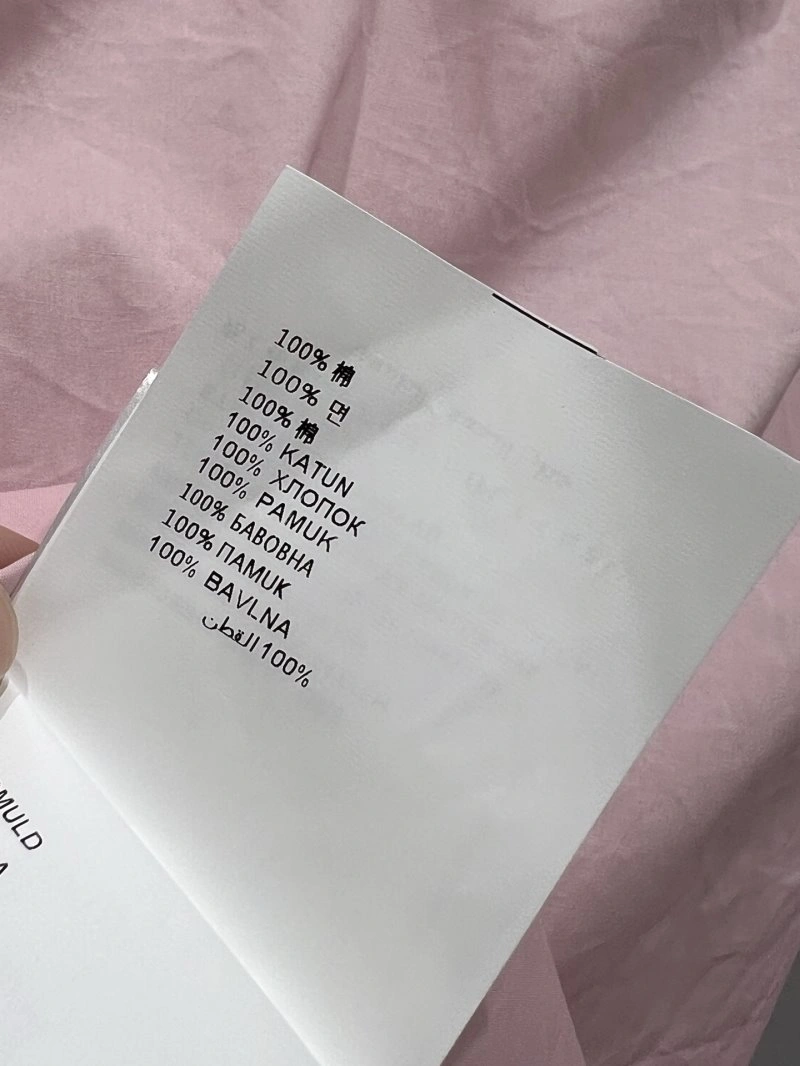 100% 棉
100% 면
100% 棉
100% KATUN
100% ХЛОПОК
100% PAMUK
100% БАВОВНА
100% ПАМUК
100% BAVLNA
100% القطن
MULD